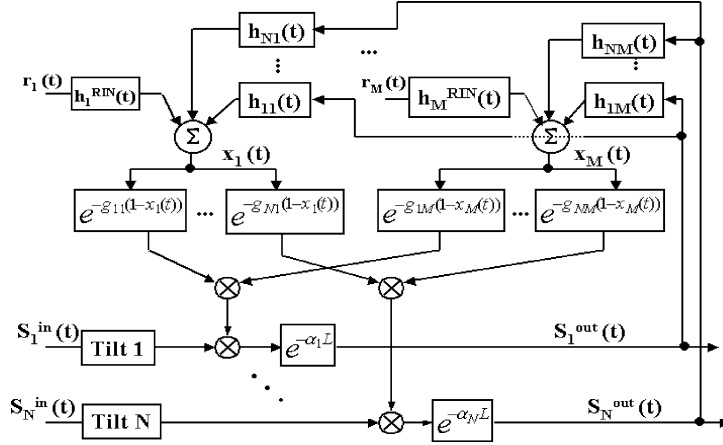 h_N1(t)
...
h_NM(t)
r_1(t)
h_1^RIN(t)
h_11(t)
r_M(t)
h_M^RIN(t)
h_1M(t)
Σ
Σ
x_1(t)
x_M(t)
e^{-g_11(1-x_1(t))}
...
e^{-g_N1(1-x_1(t))}
e^{-g_1M(1-x_M(t))}
...
e^{-g_NM(1-x_M(t))}
S_1^in(t)
Tilt 1
e^{-α_1 L}
S_1^out(t)
S_N^in(t)
Tilt N
e^{-α_N L}
S_N^out(t)